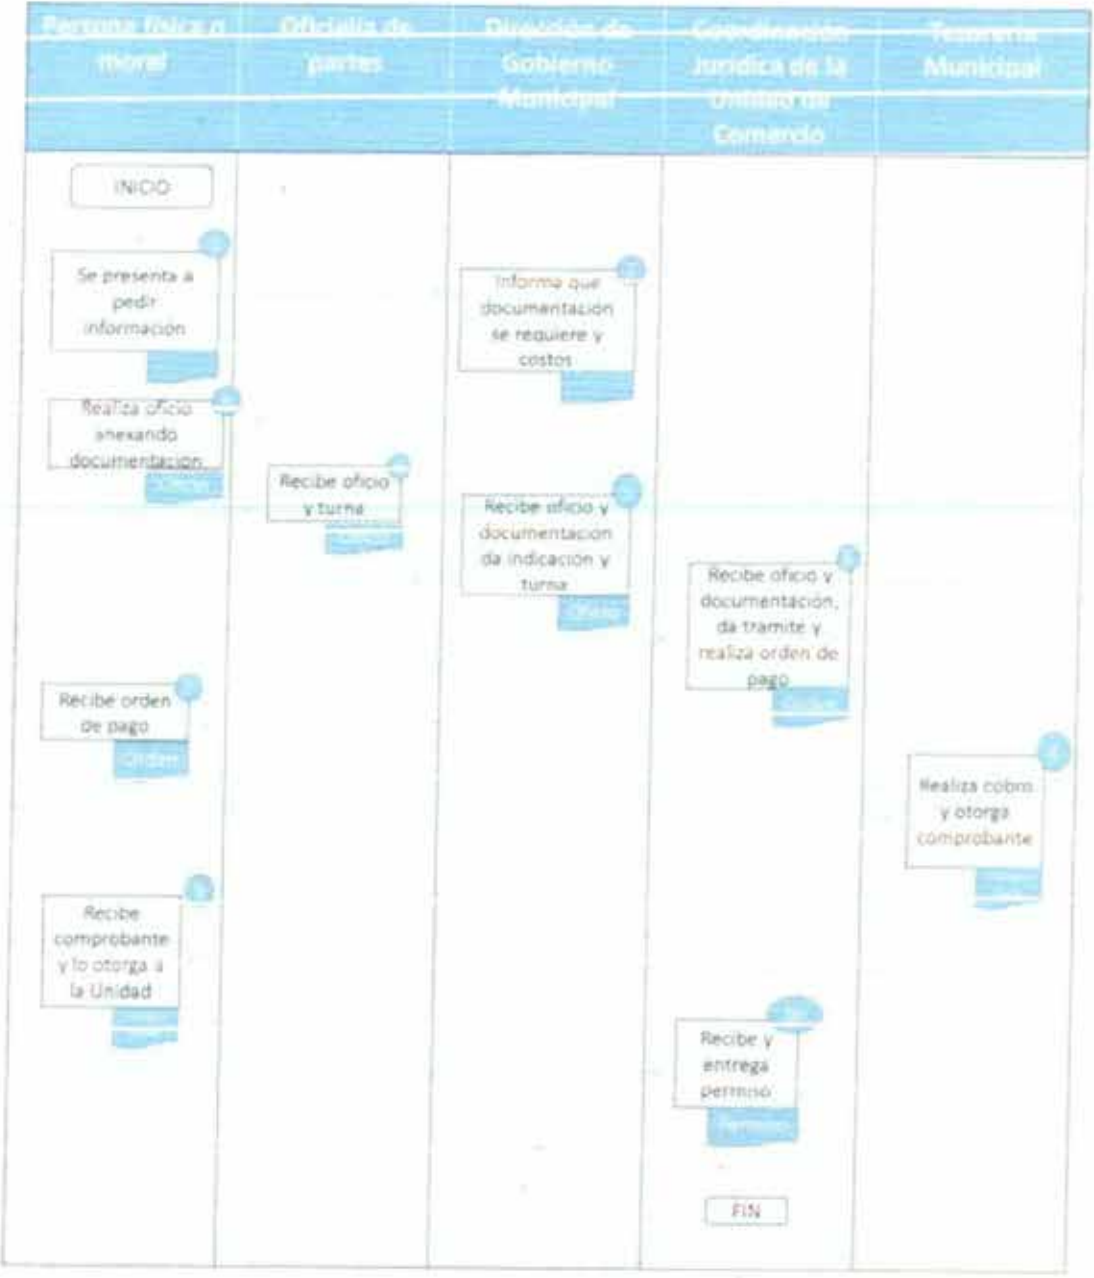 Persona física o
moral
Oficialía de
partes
Dirección de
Gobierno
Municipal
Coordinación
Jurídica de la
Unidad de
Comercio
Tesorería
Municipal
INICIO
Se presenta a
pedir
información
Informa que
documentación
se requiere y
costos
Realiza oficio
anexando
documentación
Oficio
Recibe oficio
y turna
Recibe oficio y
documentación
da indicación y
turna
Oficio
Recibe oficio y
documentación,
da tramite y
realiza orden de
pago
Recibe orden
de pago
Orden
Realiza cobro
y otorga
comprobante
Recibe
comprobante
y lo otorga a
la Unidad
Recibe y
entrega
permiso
Permiso
FIN